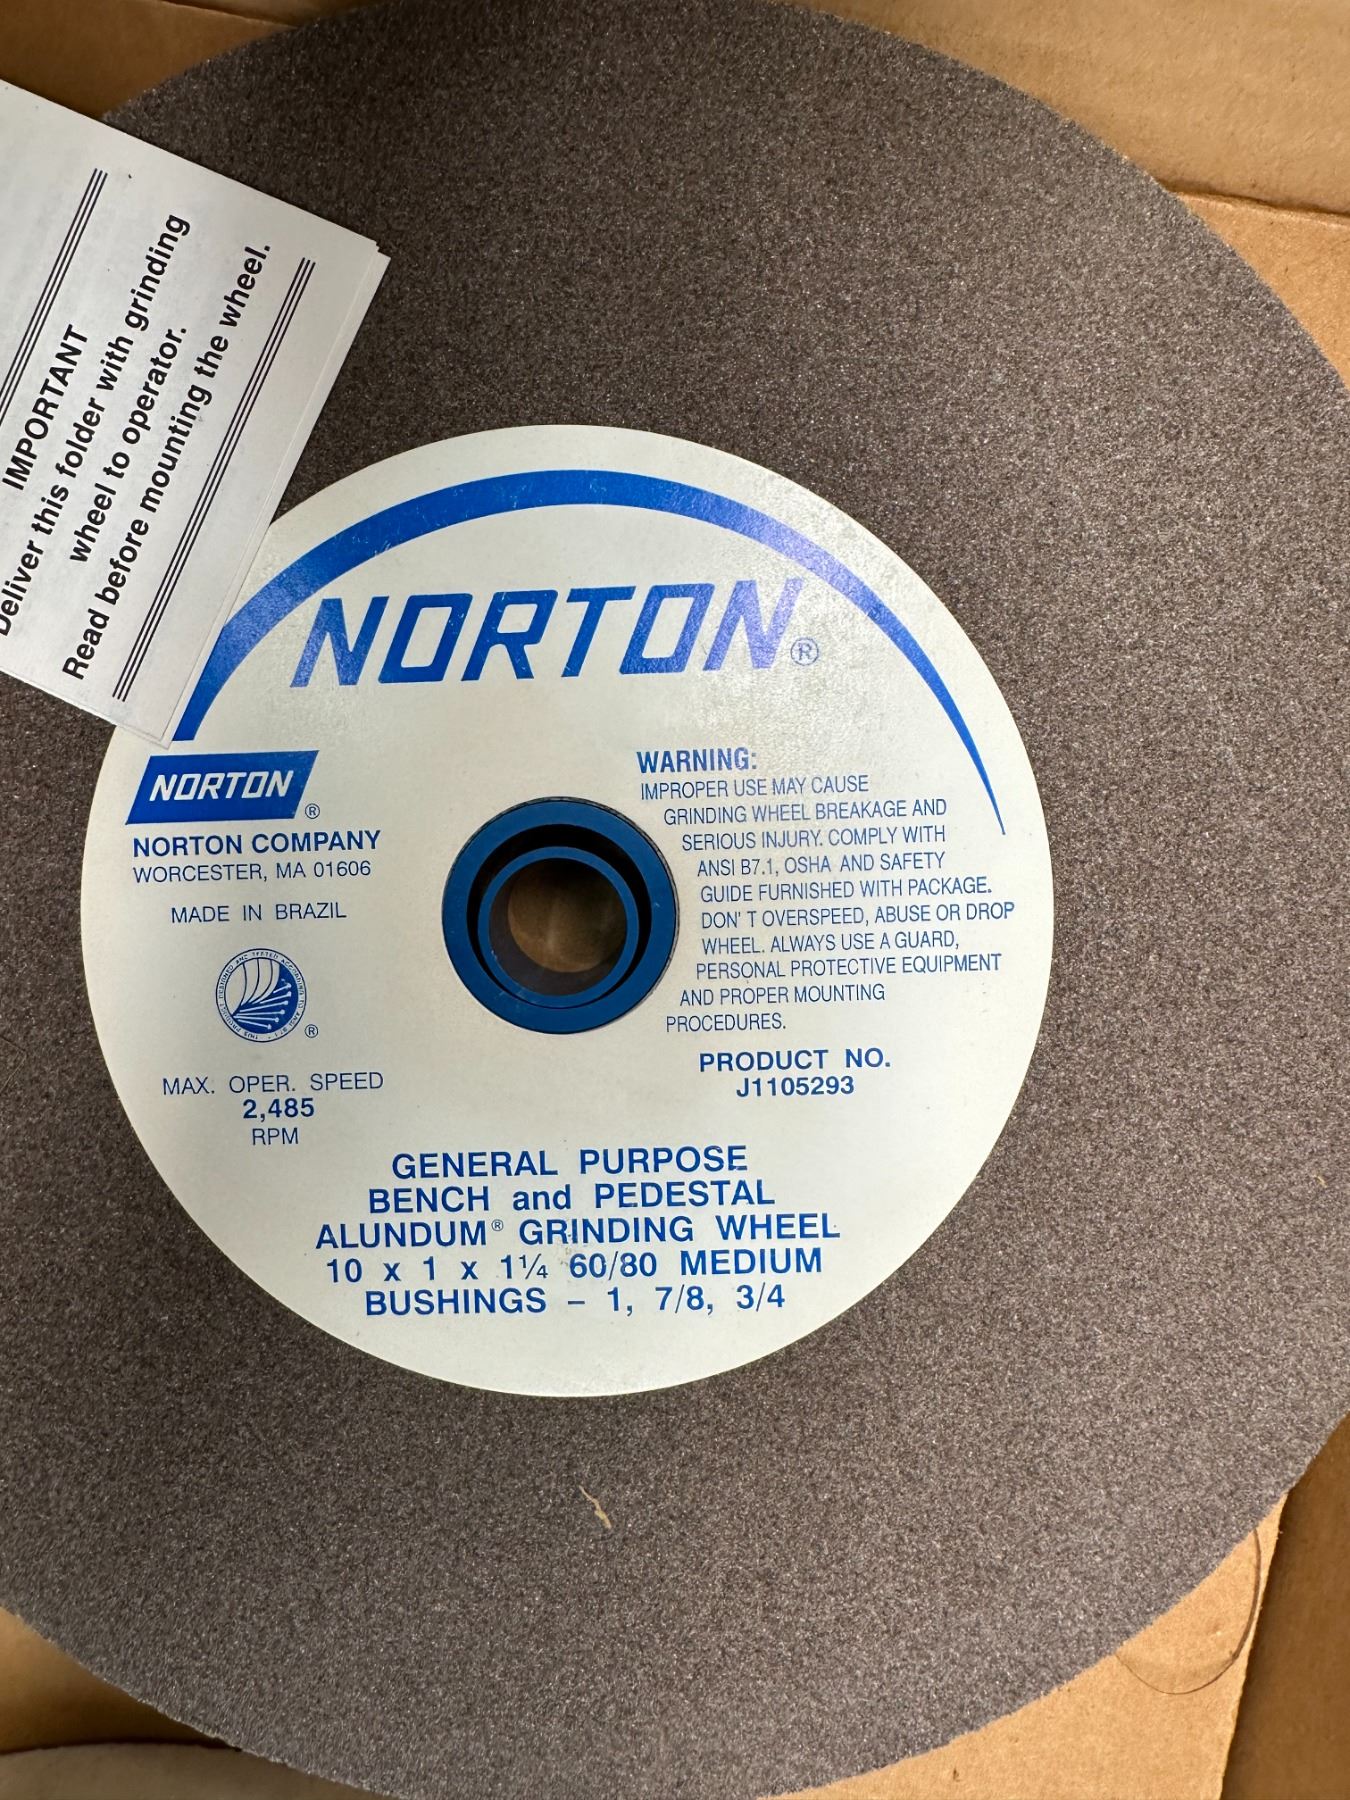 IMPORTANT
Deliver this folder with grinding
wheel to operator.
Read before mounting the wheel.
NORTON®
NORTON®
NORTON COMPANY
WORCESTER, MA 01606
MADE IN BRAZIL
®
MAX. OPER. SPEED
2,485
RPM
WARNING:
IMPROPER USE MAY CAUSE
GRINDING WHEEL BREAKAGE AND
SERIOUS INJURY. COMPLY WITH
ANSI B7.1, OSHA AND SAFETY
GUIDE FURNISHED WITH PACKAGE.
DON'T OVERSPEED, ABUSE OR DROP
WHEEL. ALWAYS USE A GUARD,
PERSONAL PROTECTIVE EQUIPMENT
AND PROPER MOUNTING
PROCEDURES.
PRODUCT NO.
J1105293
GENERAL PURPOSE
BENCH and PEDESTAL
ALUNDUM® GRINDING WHEEL
10 x 1 x 1¼ 60/80 MEDIUM
BUSHINGS – 1, 7/8, 3/4